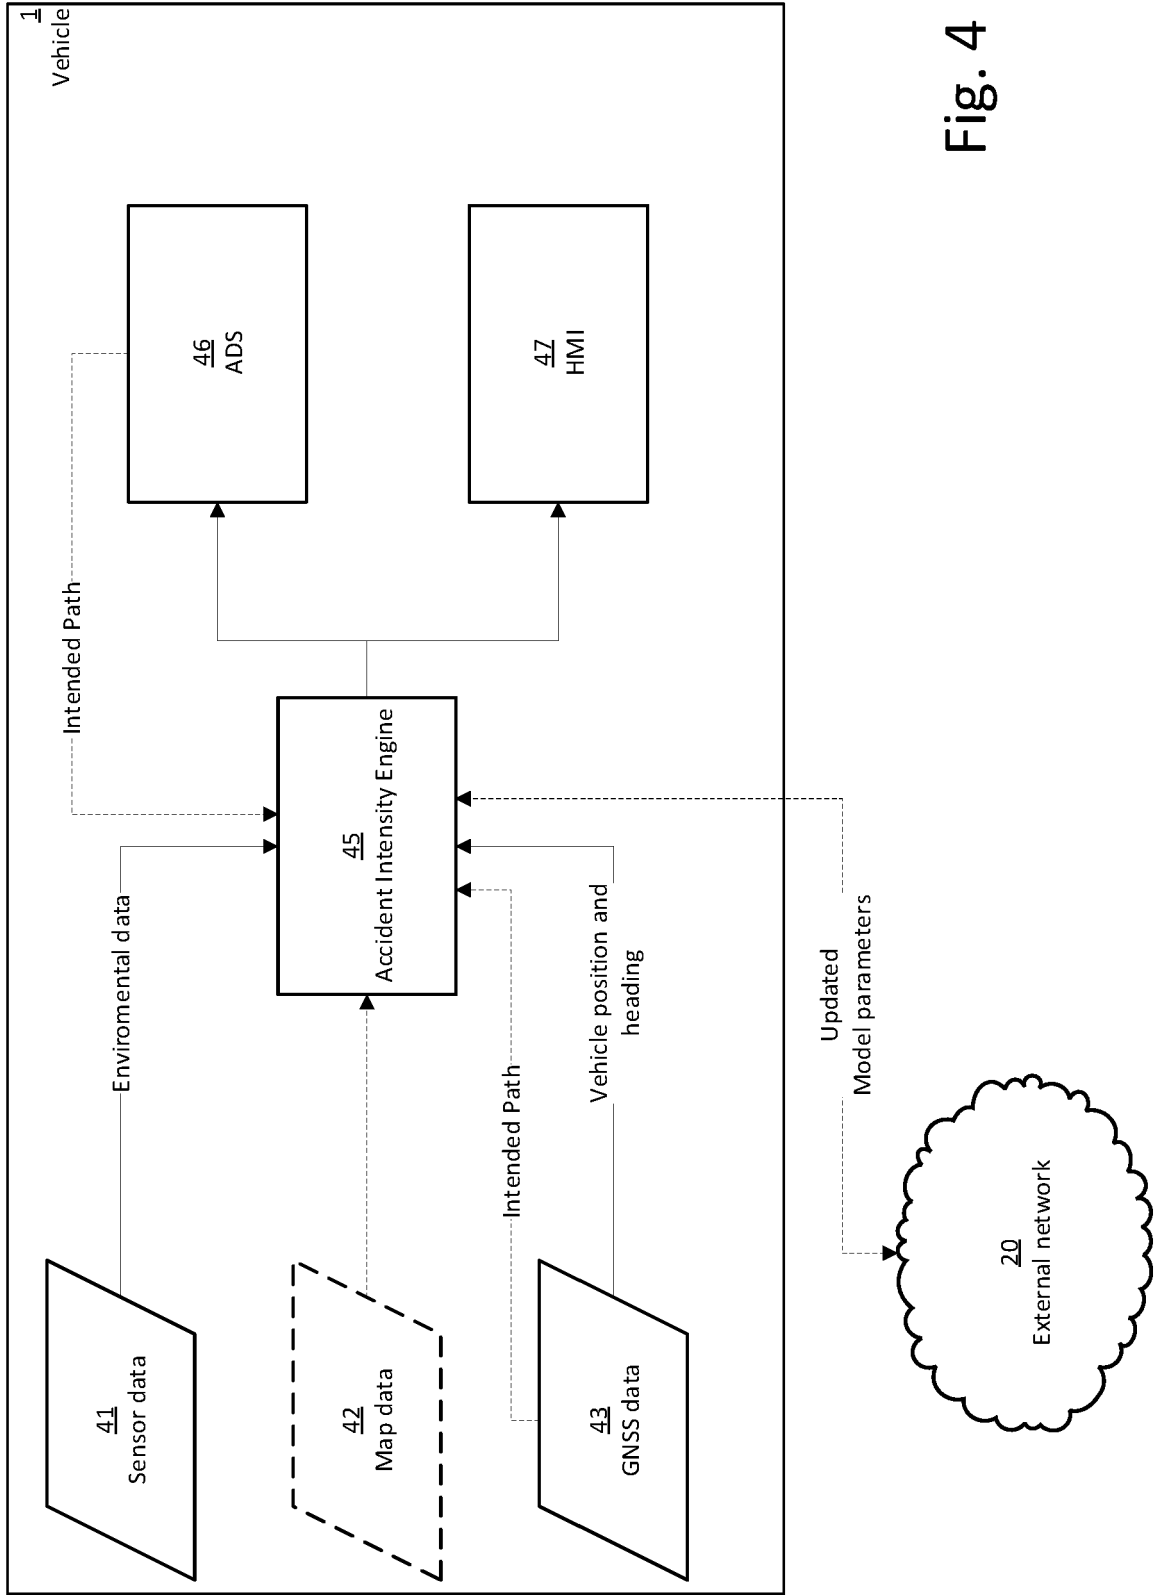 1
Vehicle
Intended Path
Enviromental data
41
Sensor data
42
Map data
43
GNSS data
45
Accident Intensity Engine
46
ADS
47
HMI
Intended Path
Vehicle position and
heading
Updated
Model parameters
20
External network
Fig. 4